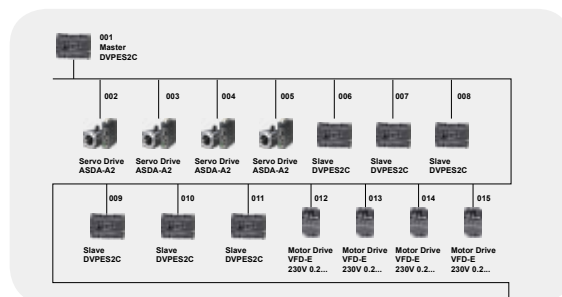 001
Master
DVPES2C
002 003 004 005 006 007 008
Servo Drive Servo Drive Servo Drive Servo Drive Slave Slave Slave
ASDA-A2 ASDA-A2 ASDA-A2 ASDA-A2 DVPES2C DVPES2C DVPES2C
009 010 011 012 013 014 015
Slave Slave Slave Motor Drive Motor Drive Motor Drive Motor Drive
DVPES2C DVPES2C DVPES2C VFD-E VFD-E VFD-E VFD-E
230V 0.2... 230V 0.2... 230V 0.2... 230V 0.2...